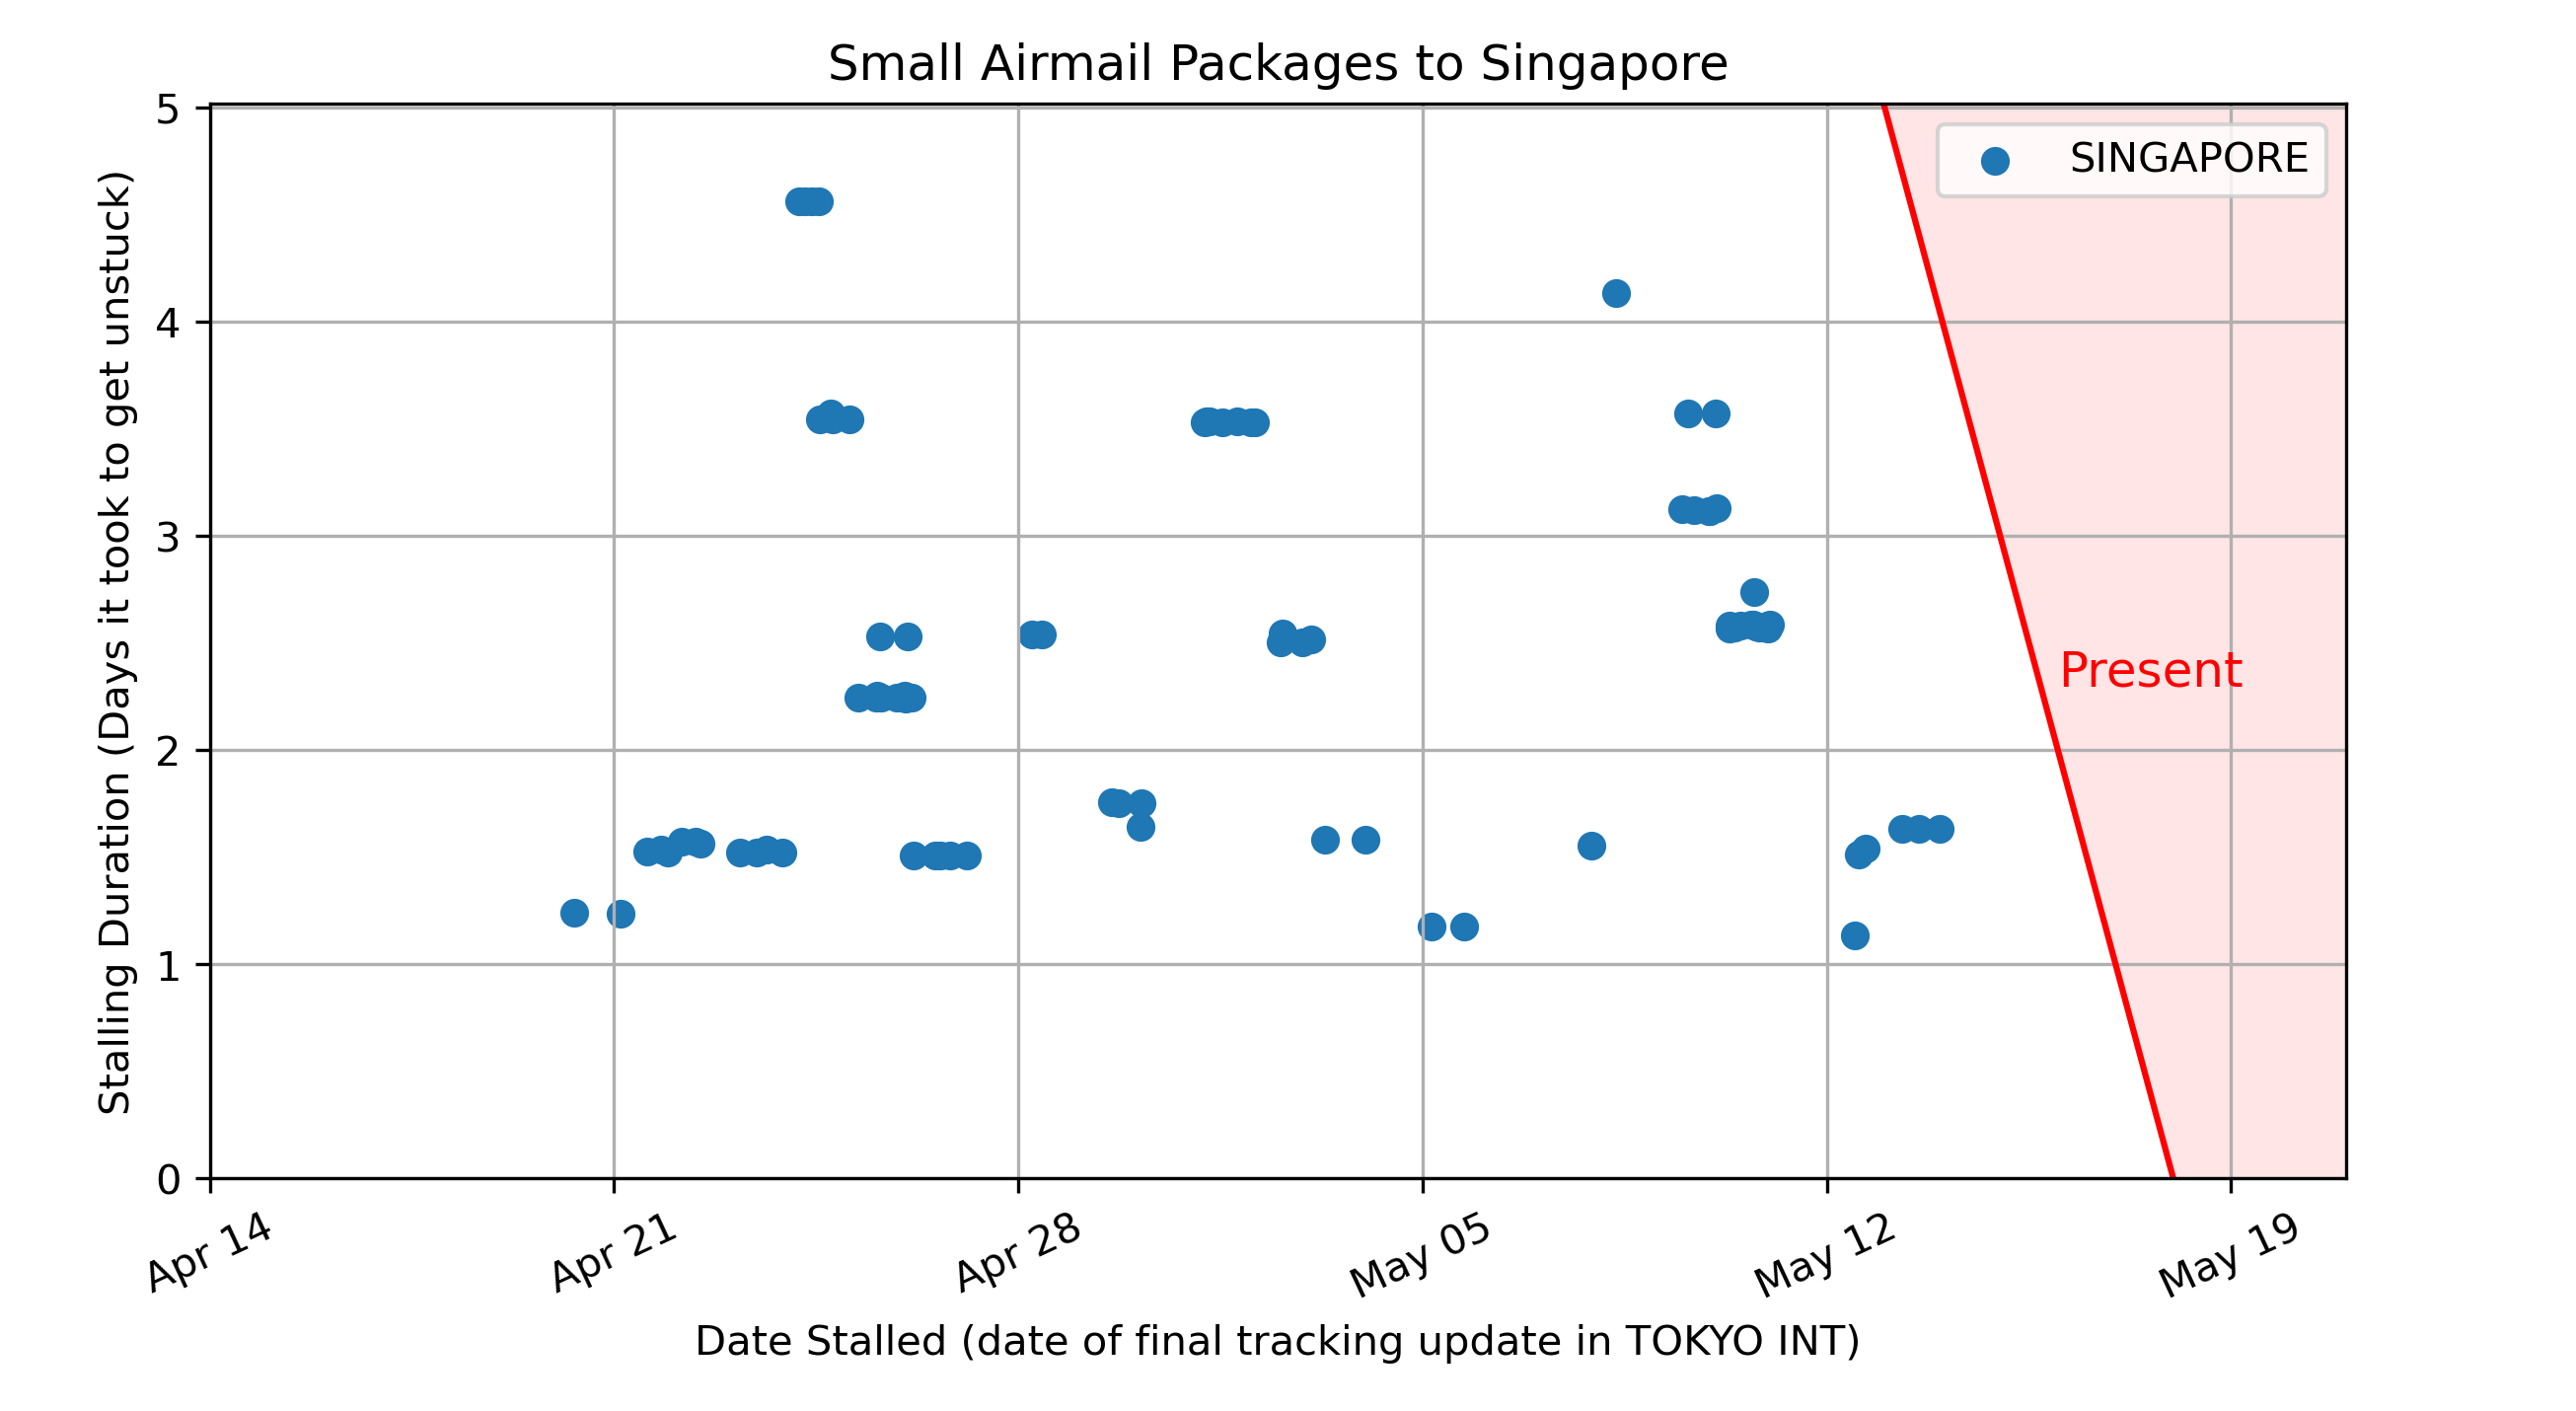 Small Airmail Packages to Singapore
SINGAPORE
Stalling Duration (Days it took to get unstuck)
5
4
3
2
1
0
Present
Apr 14
Apr 21
Apr 28
May 05
May 12
May 19
Date Stalled (date of final tracking update in TOKYO INT)